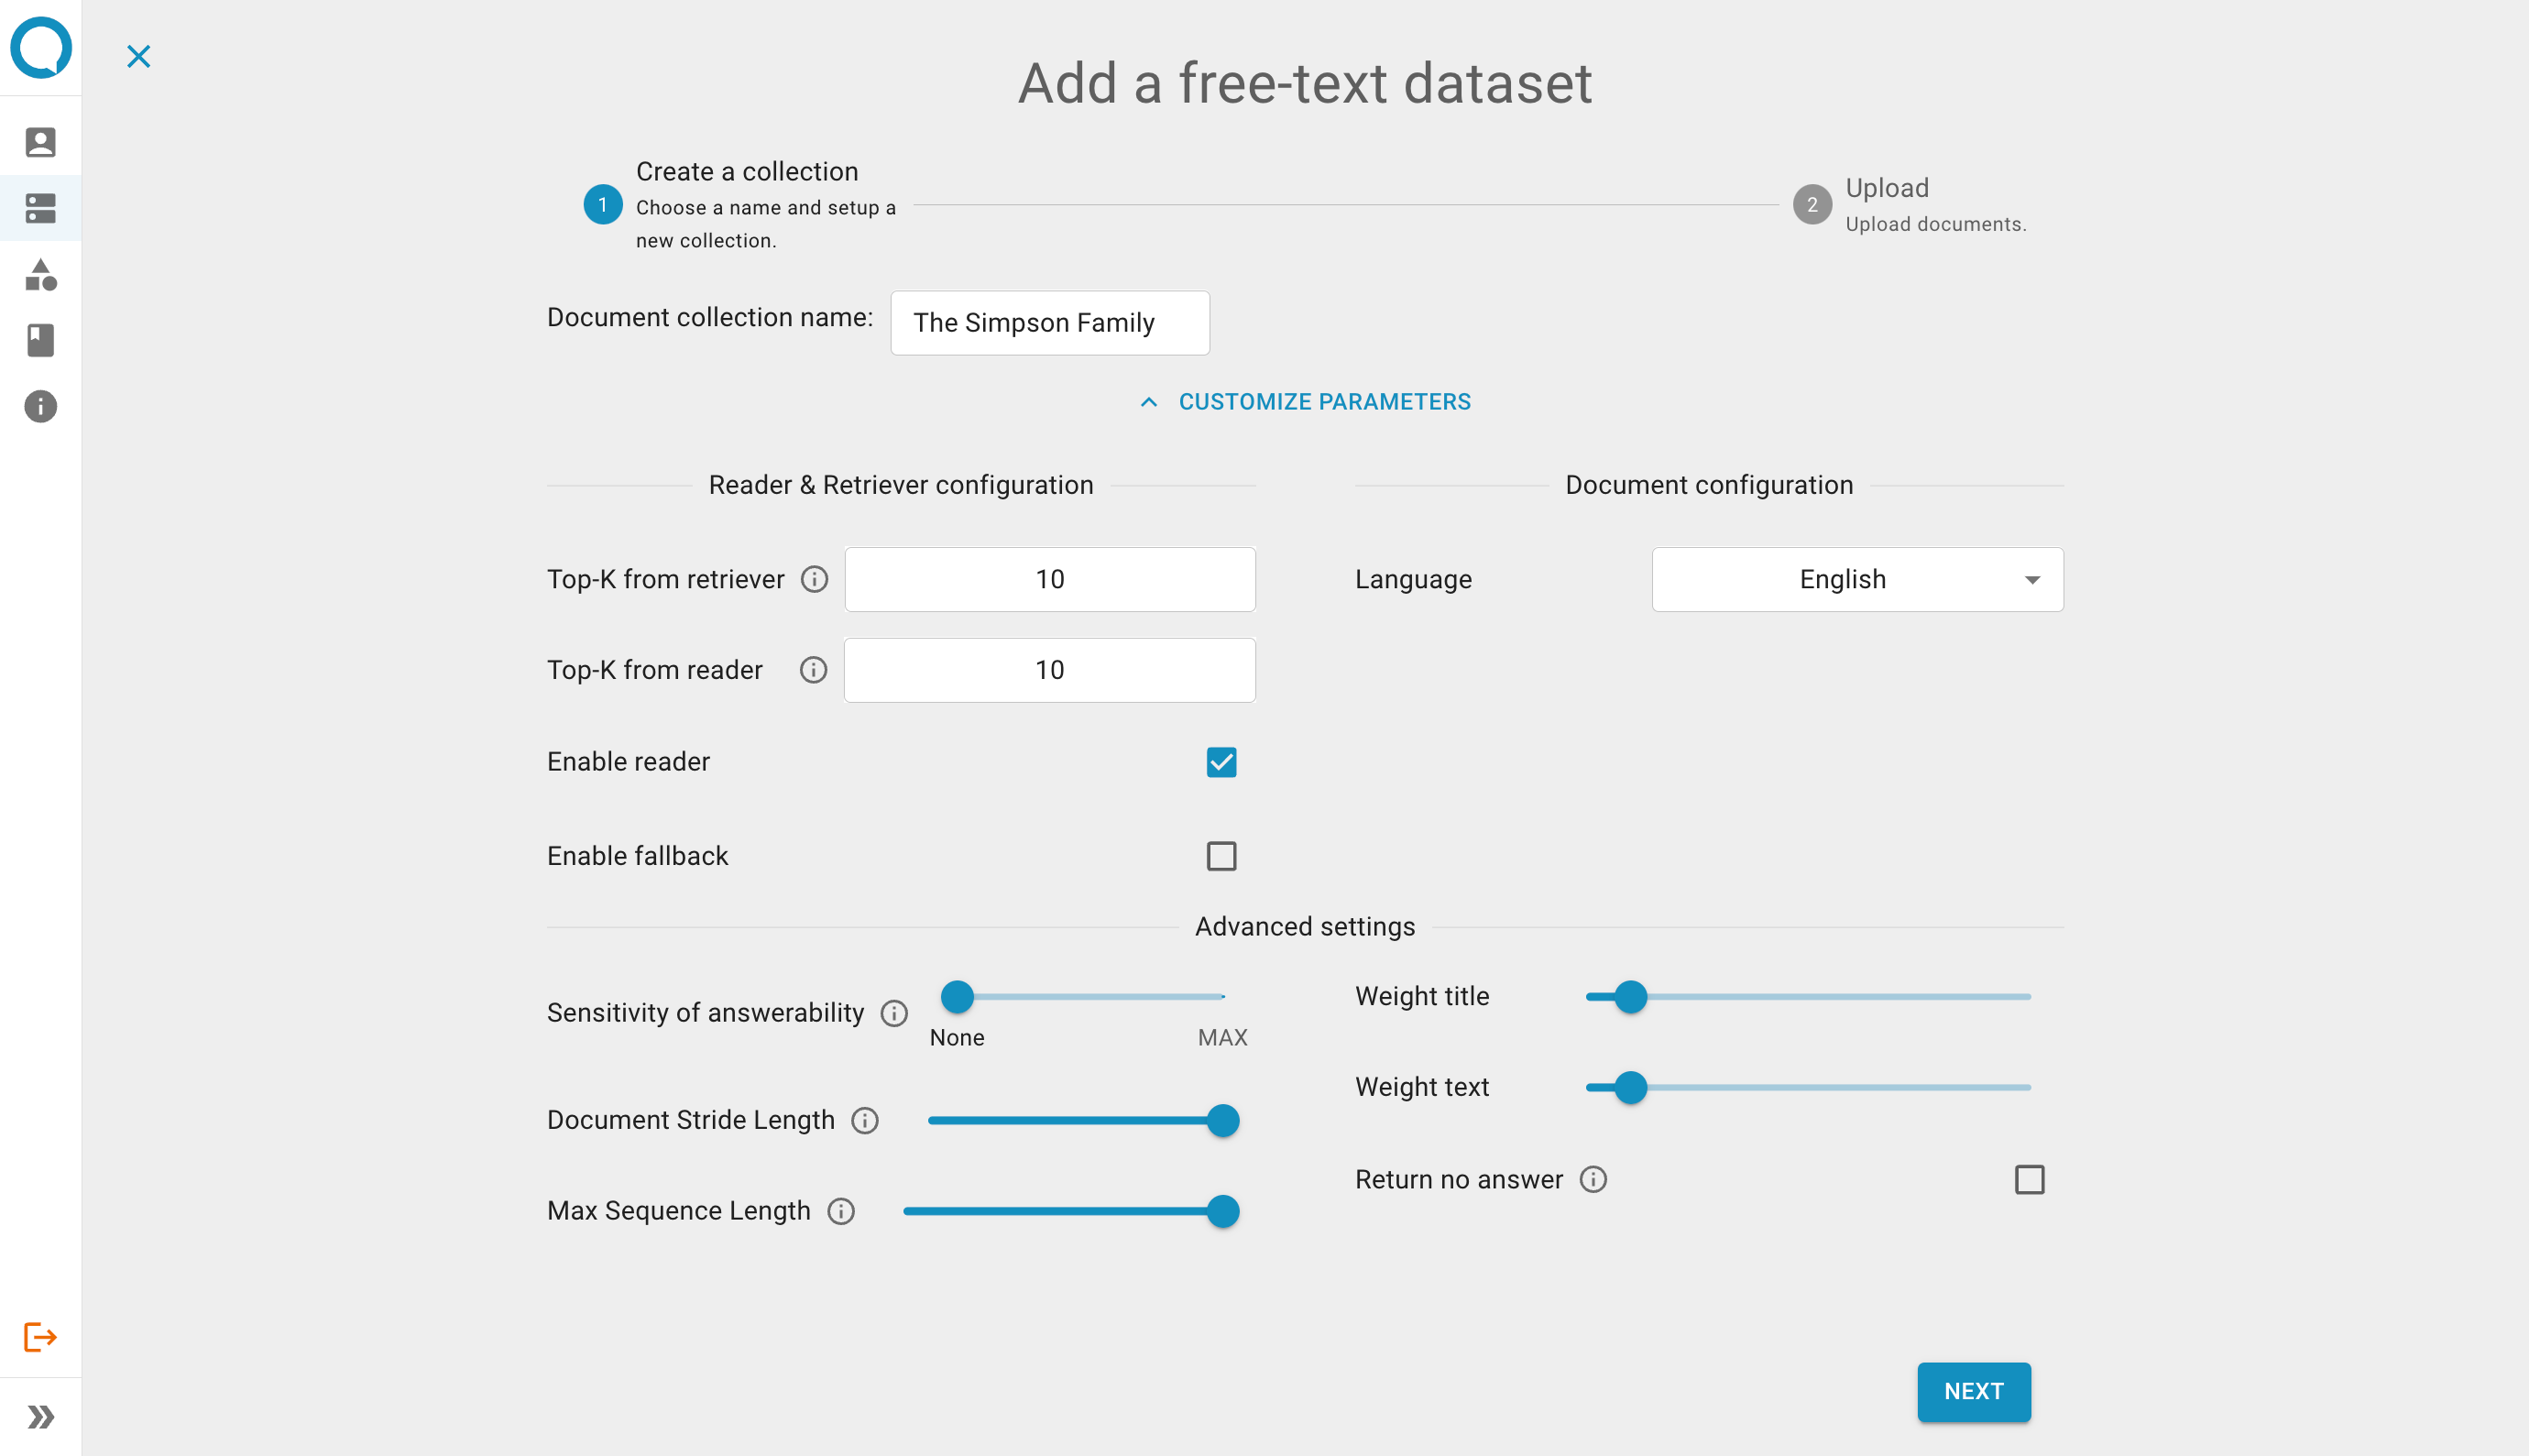 Add a free-text dataset
1
Create a collection
Choose a name and setup a
new collection.
2
Upload
Upload documents.
Document collection name:
The Simpson Family
CUSTOMIZE PARAMETERS
Reader & Retriever configuration
Top-K from retriever
10
Top-K from reader
10
Enable reader
Enable fallback
Document configuration
Language
English
Advanced settings
Sensitivity of answerability
None
MAX
Document Stride Length
Max Sequence Length
Weight title
Weight text
Return no answer
NEXT